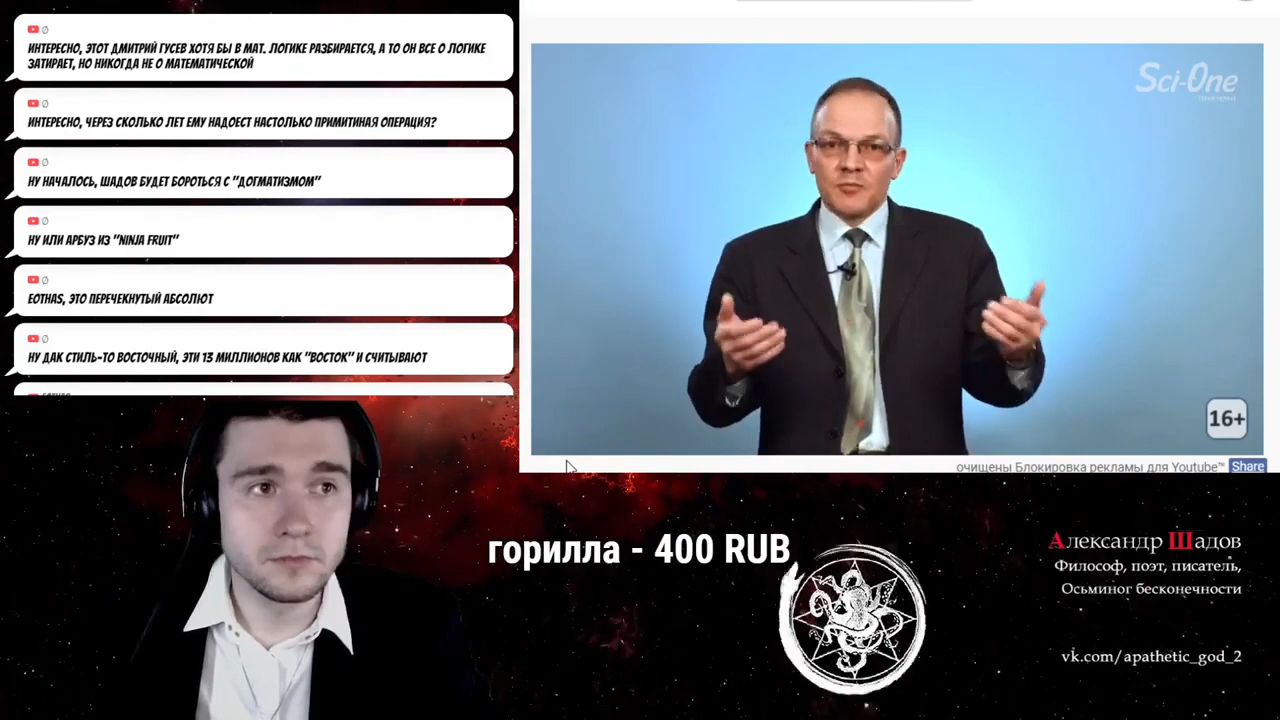 Ø
ИНТЕРЕСНО, ЭТОТ ДМИТРИЙ ГУСЕВ ХОТЯ БЫ В МАТ. ЛОГИКЕ РАЗБИРАЕТСЯ, А ТО ОН ВСЕ О ЛОГИКЕ
ЗАТИРАЕТ, НО НИКОГДА НЕ О МАТЕМАТИЧЕСКОЙ
Ø
ИНТЕРЕСНО, ЧЕРЕЗ СКОЛЬКО ЛЕТ ЕМУ НАДОЕСТ НАСТОЛЬКО ПРИМИТИНАЯ ОПЕРАЦИЯ?
Ø
НУ НАЧАЛОСЬ, ШАДОВ БУДЕТ БОРОТЬСЯ С "ДОГМАТИЗМОМ"
Ø
НУ ИЛИ АРБУЗ ИЗ "NINJA FRUIT"
Ø
EOTHAS, ЭТО ПЕРЕЧЕКНУТЫЙ АБСОЛЮТ
Ø
НУ ДАК СТИЛЬ-ТО ВОСТОЧНЫЙ, ЭТИ 13 МИЛЛИОНОВ КАК "ВОСТОК" И СЧИТЫВАЮТ
Sci-One
16+
очищены Блокировка рекламы для Youtube™ Share
горилла - 400 RUB
Александр Шадов
Философ, поэт, писатель,
Осьминог бесконечности
vk.com/apathetic_god_2